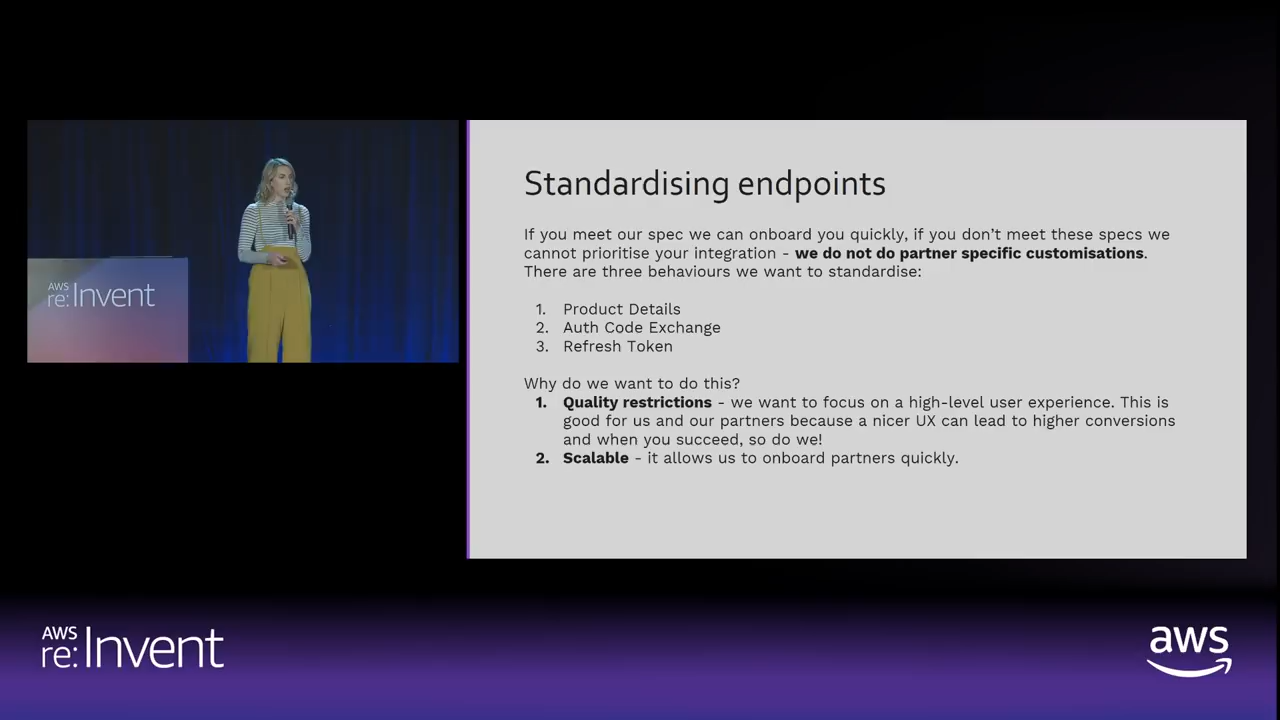 AWS
re:Invent
Standardising endpoints
If you meet our spec we can onboard you quickly, if you don't meet these specs we
cannot prioritise your integration - we do not do partner specific customisations.
There are three behaviours we want to standardise:
1. Product Details
2. Auth Code Exchange
3. Refresh Token
Why do we want to do this?
1. Quality restrictions - we want to focus on a high-level user experience. This is
good for us and our partners because a nicer UX can lead to higher conversions
and when you succeed, so do we!
2. Scalable - it allows us to onboard partners quickly.
AWS
re:Invent
aws